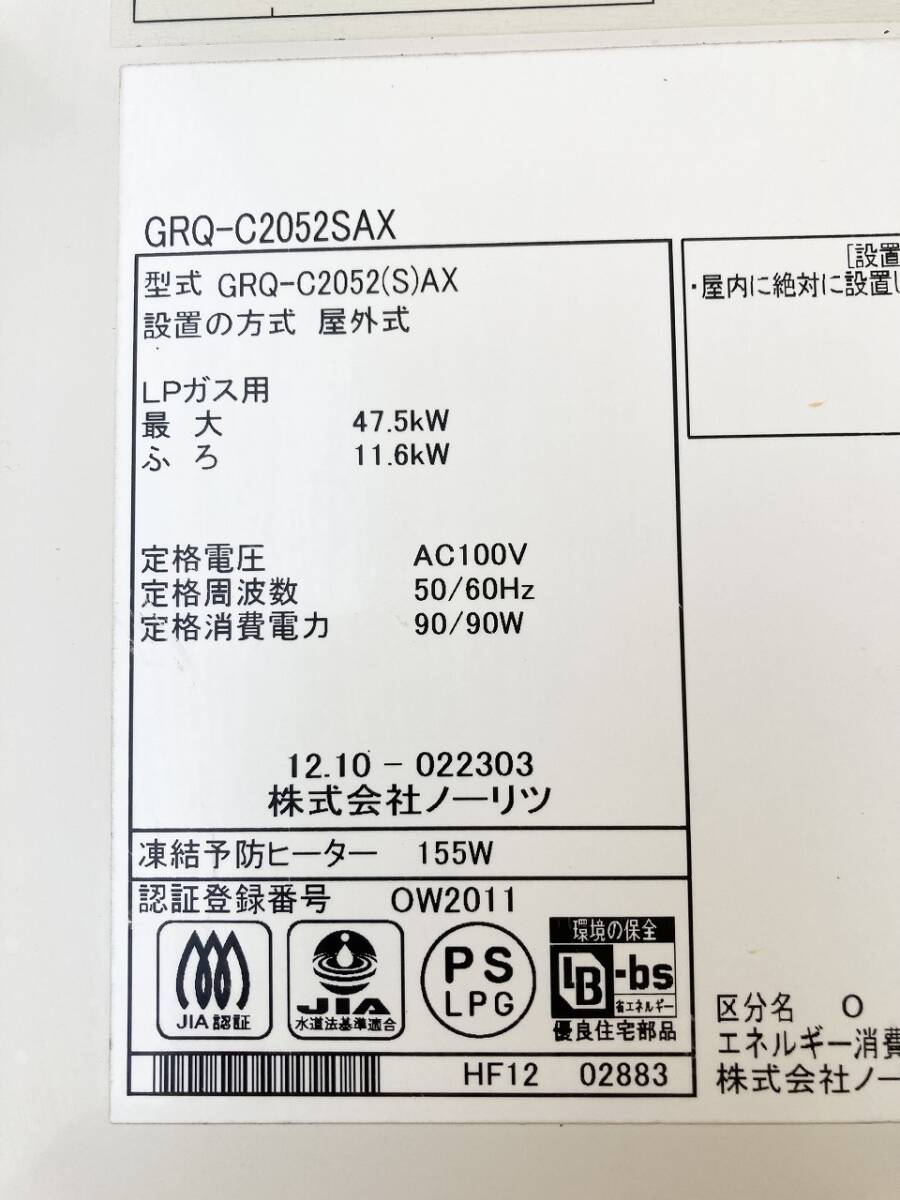 GRQ-C2052SAX
型式 GRQ-C2052(S)AX
設置の方式 屋外式
LPガス用
最大 47.5kW
ふろ 11.6kW
定格電圧 AC100V
定格周波数 50/60Hz
定格消費電力 90/90W
12.10 - 022303
株式会社ノーリツ
凍結予防ヒーター 155W
認証登録番号 OW2011
JIA 認証
JIA
水道法基準適合
PS
LPG
環境の保全
BL-bs
省エネルギー
優良住宅部品
HF12 02883
[設置
・屋内に絶対に設置し
区分名 O
エネルギー消費
株式会社ノー